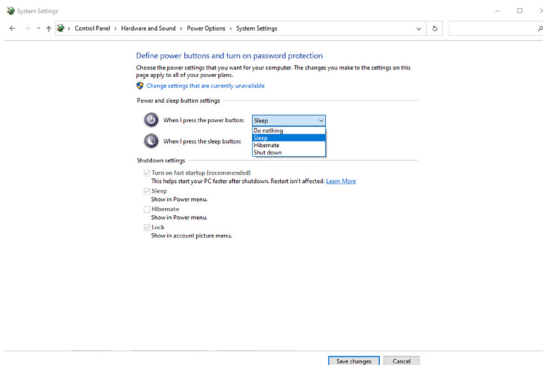 System Settings
Control Panel > Hardware and Sound > Power Options > System Settings
Define power buttons and turn on password protection
Choose the power settings that you want for your computer. The changes you make to the settings on this
page apply to all of your power plans.
Change settings that are currently unavailable
Power and sleep button settings
When I press the power button:
Sleep
Do nothing
Sleep
Hibernate
Shut down
When I press the sleep button:
Shutdown settings
Turn on fast startup (recommended)
This helps start your PC faster after shutdown. Restart isn't affected. Learn More
Sleep
Show in Power menu.
Hibernate
Show in Power menu.
Lock
Show in account picture menu.
Save changes
Cancel